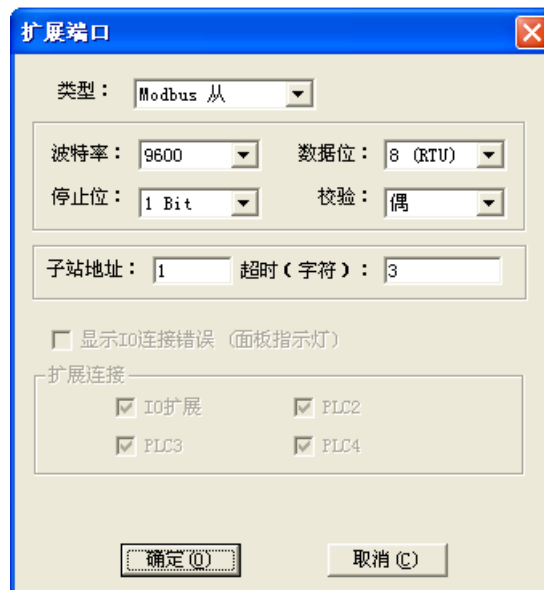 扩展端口
类型： Modbus 从
波特率： 9600 数据位： 8 (RTU)
停止位： 1 Bit 校验： 偶
子站地址： 1 超时(字符)： 3
显示IO连接错误 (面板指示灯)
扩展连接
IO扩展 PLC2
PLC3 PLC4
确定(O) 取消(C)